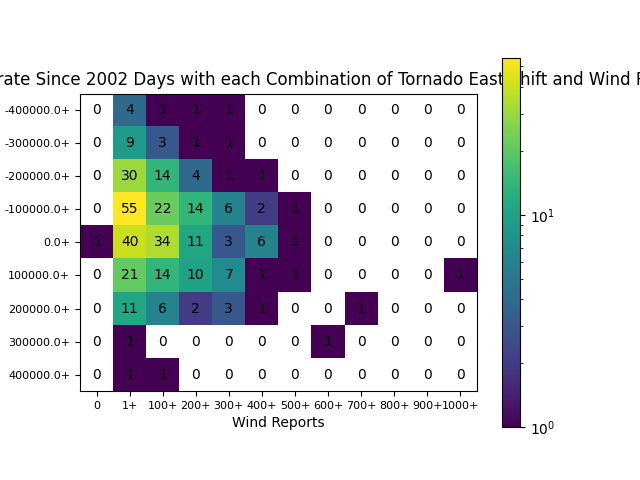 rate Since 2002 Days with each Combination of Tornado East Shift and Wind R
-400000.0+ 0 4 1 1 1 0 0 0 0 0 0 0
-300000.0+ 0 9 3 1 1 0 0 0 0 0 0 0
-200000.0+ 0 30 14 4 1 1 0 0 0 0 0 0
-100000.0+ 0 55 22 14 6 2 1 0 0 0 0 0
0.0+ 1 40 34 11 3 6 1 0 0 0 0 0
100000.0+ 0 21 14 10 7 1 1 0 0 0 0 1
200000.0+ 0 11 6 2 3 1 0 0 1 0 0 0
300000.0+ 0 1 0 0 0 0 0 1 0 0 0 0
400000.0+ 0 1 1 0 0 0 0 0 0 0 0 0
0 1+ 100+ 200+ 300+ 400+ 500+ 600+ 700+ 800+ 900+ 1000+
Wind Reports
10¹
10⁰